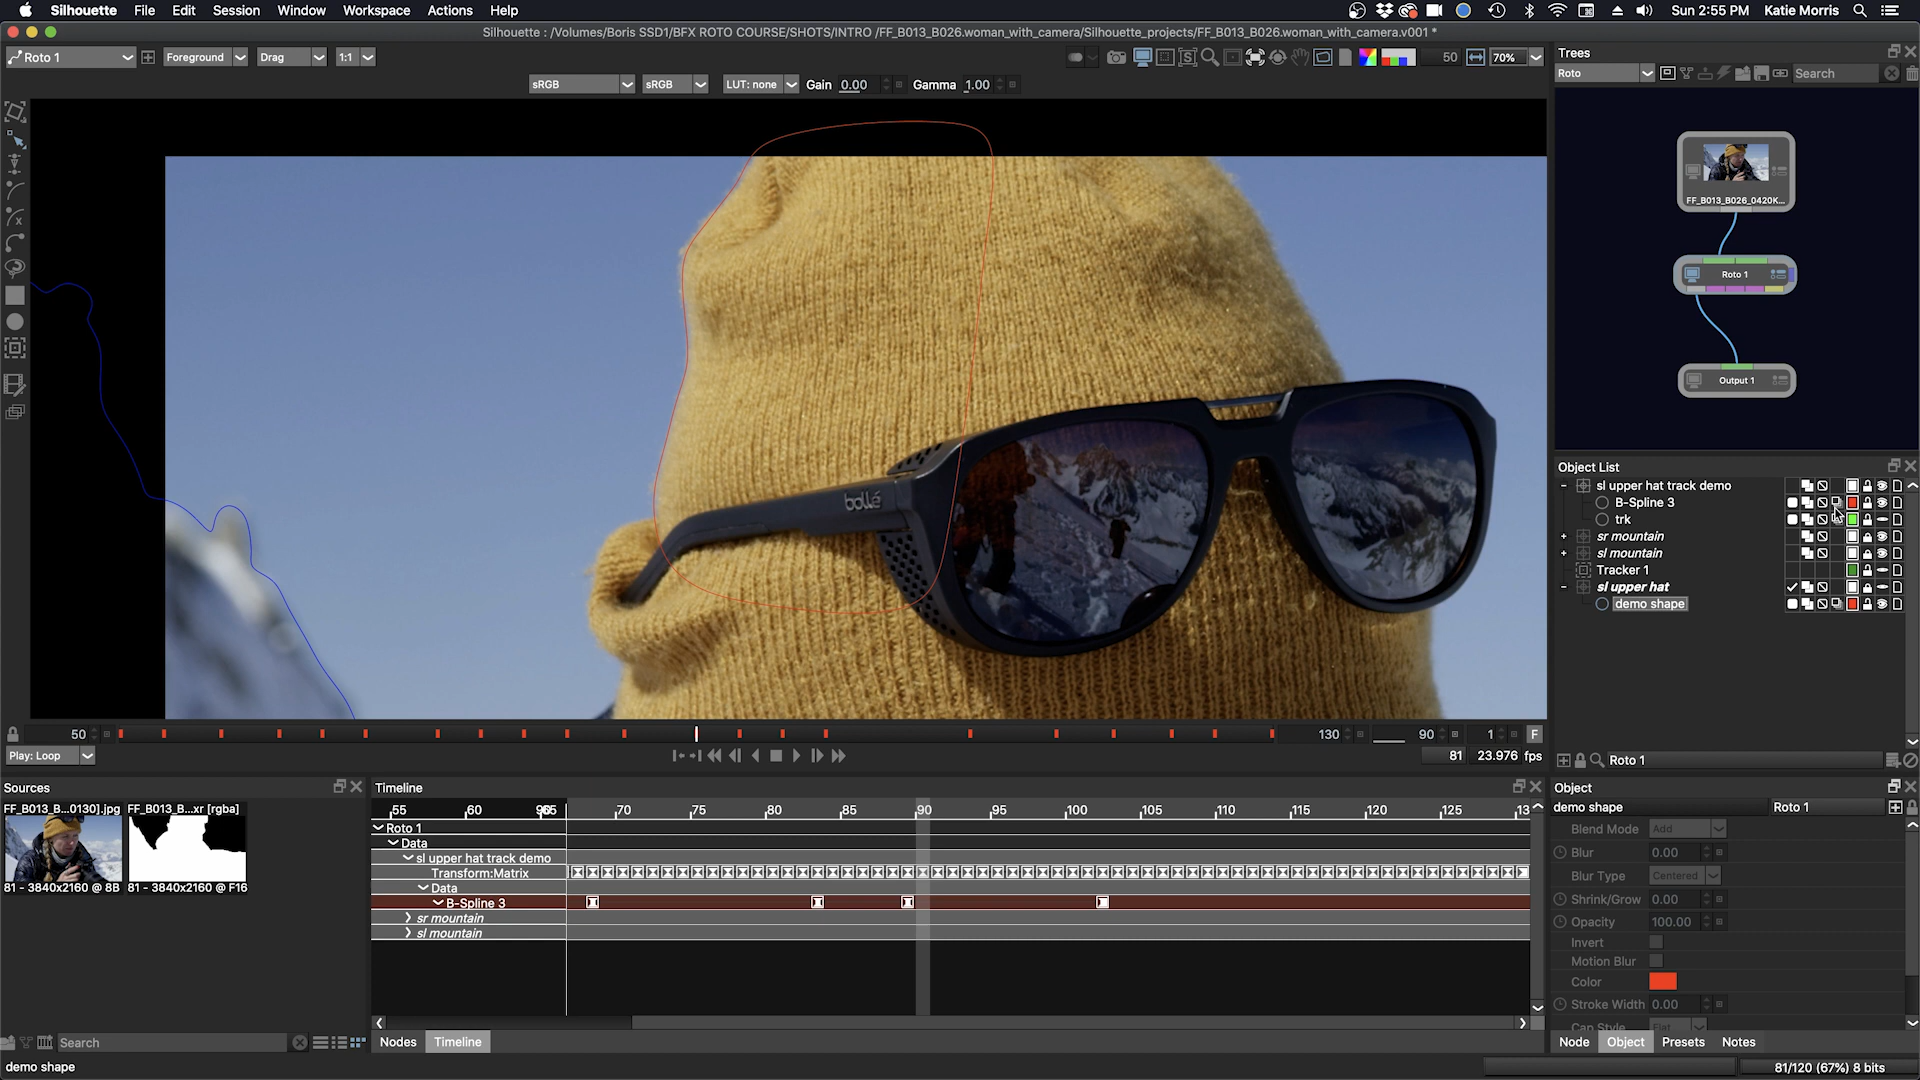 Silhouette File Edit Session Window Workspace Actions Help Sun 2:55 PM Katie Morris
Silhouette : /Volumes/Boris SSD1/BFX ROTO COURSE/SHOTS/INTRO /FF_B013_B026.woman_with_camera/Silhouette_projects/FF_B013_B026.woman_with_camera.v001 *
Roto 1 Foreground Drag 1:1 50 70%
sRGB sRGB LUT: none Gain 0.00 Gamma 1.00
Trees
Roto Search
FF_B013_B026_0420K...
Roto 1
Output 1
bollé
Object List
sl upper hat track demo
B-Spline 3
trk
sr mountain
sl mountain
Tracker 1
sl upper hat
demo shape
Roto 1
50 130 90 1 F
Play: Loop 81 23.976 fps
Sources
FF_B013_B...0130].jpg FF_B013_B...xr [rgba]
81 - 3840x2160 @ 8B 81 - 3840x2160 @ F16
Search
Timeline
55 60 65 70 75 80 85 90 95 100 105 110 115 120 125
Roto 1
Data
sl upper hat track demo
Transform:Matrix
Data
B-Spline 3
sr mountain
sl mountain
Nodes Timeline
Object
demo shape Roto 1
Blend Mode Add
Blur 0.00
Blur Type Centered
Shrink/Grow 0.00
Opacity 100.00
Invert
Motion Blur
Color
Stroke Width 0.00
Cap Style Flat
Node Object Presets Notes
demo shape 81/120 (67%) 8 bits